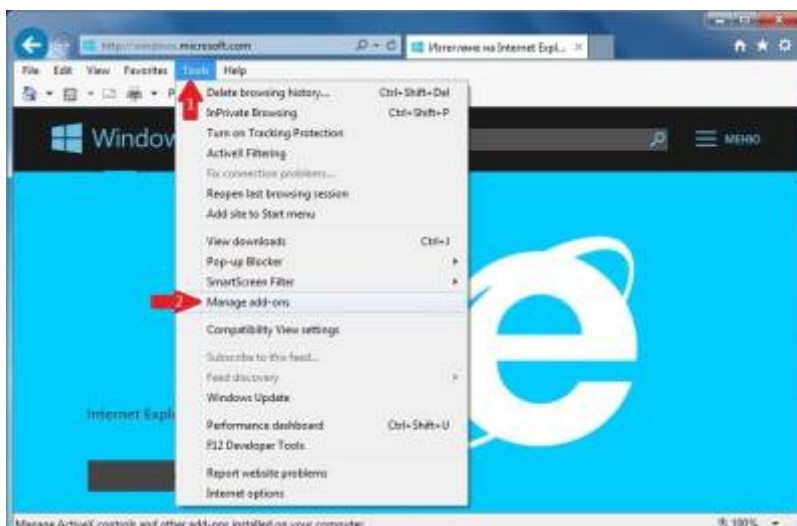 http://windows.microsoft.com
Изтегляне на Internet Expl...
File Edit View Favorites Tools Help
1
Delete browsing history... Ctrl+Shift+Del
InPrivate Browsing Ctrl+Shift+P
Turn on Tracking Protection
ActiveX Filtering
Fix connection problems...
Reopen last browsing session
Add site to Start menu
View downloads Ctrl+J
Pop-up Blocker
SmartScreen Filter
2 Manage add-ons
Compatibility View settings
Subscribe to this feed...
Feed discovery
Windows Update
Performance dashboard Ctrl+Shift+U
F12 Developer Tools
Report website problems
Internet options
Window
МЕНЮ
Internet Expl
Manage ActiveX controls and other add-ons installed on your computer.
100%